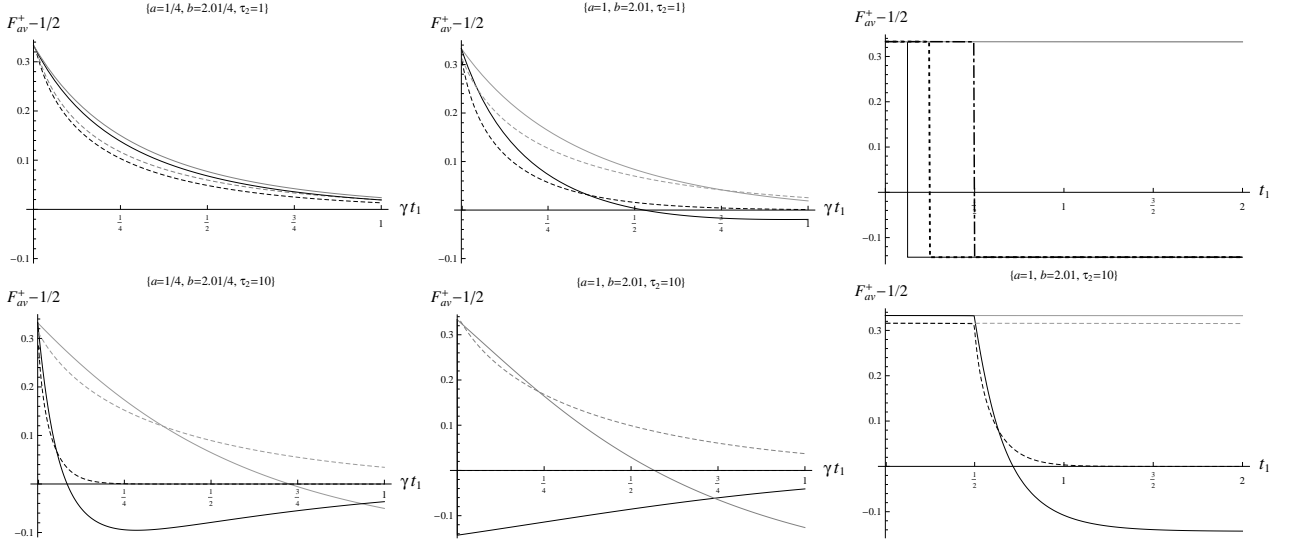 {a=1/4, b=2.01/4, τ₂=1}
F⁺av−1/2
0.3
0.2
0.1
−0.1
1/4
1/2
3/4
1
γ t₁
{a=1, b=2.01, τ₂=1}
F⁺av−1/2
0.3
0.2
0.1
−0.1
1/4
1/2
3/4
1
γ t₁
F⁺av−1/2
0.3
0.2
0.1
−0.1
1
3/2
2
t₁
{a=1/4, b=2.01/4, τ₂=10}
F⁺av−1/2
0.3
0.2
0.1
−0.1
1/4
1/2
3/4
1
γ t₁
{a=1, b=2.01, τ₂=10}
F⁺av−1/2
0.3
0.2
0.1
−0.1
1/4
1/2
3/4
1
γ t₁
{a=1, b=2.01, τ₂=10}
F⁺av−1/2
0.3
0.2
0.1
−0.1
1/2
1
3/2
2
t₁